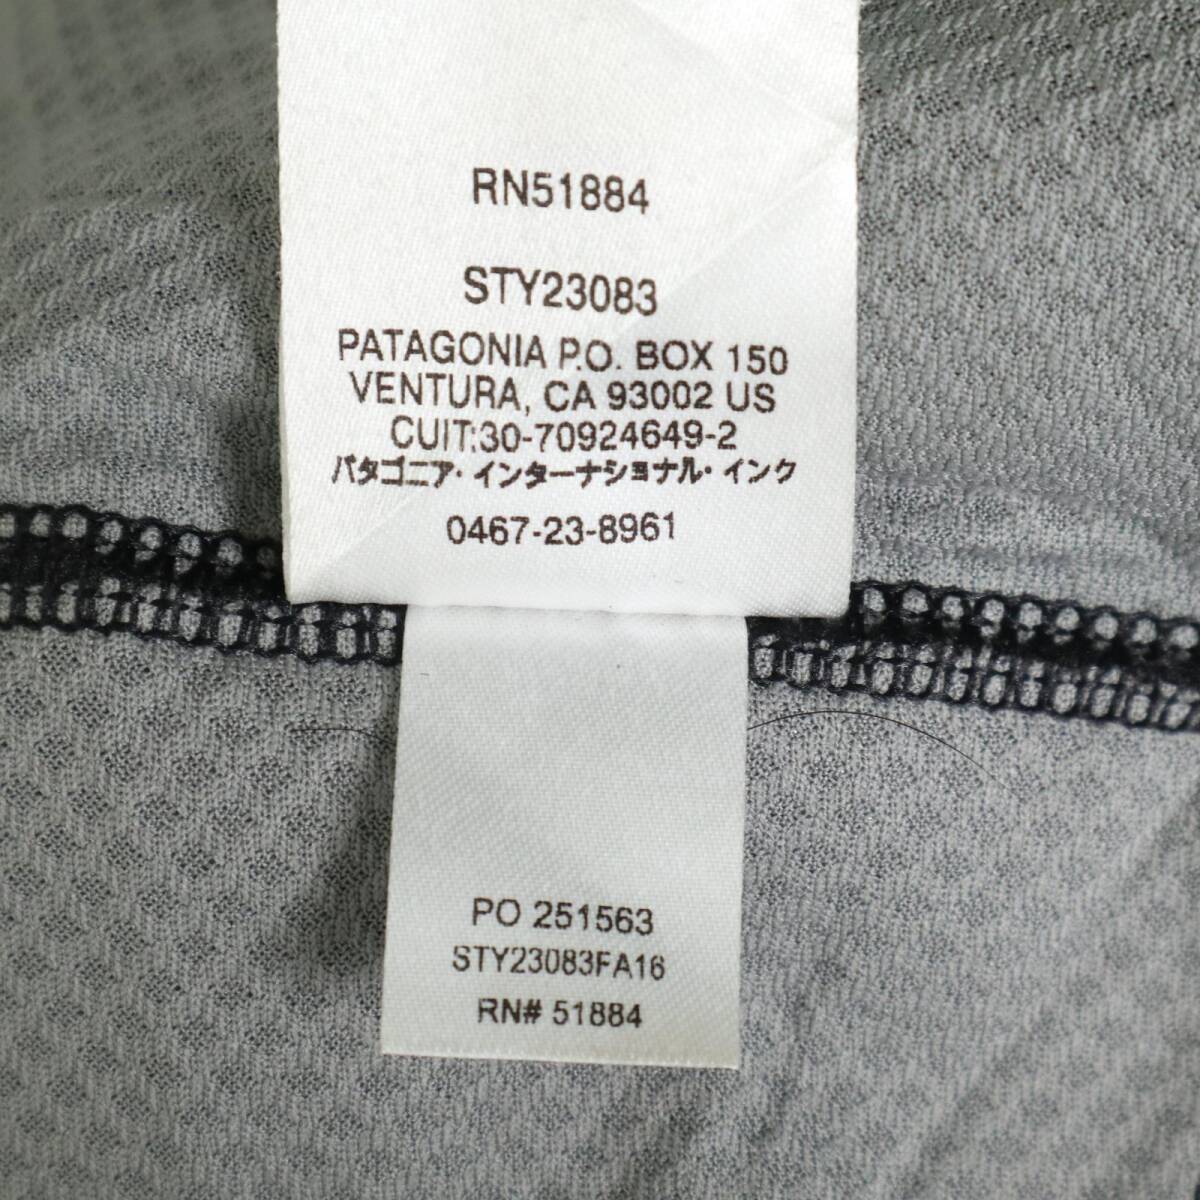 RN51884
STY23083
PATAGONIA P.O. BOX 150
VENTURA, CA 93002 US
CUIT:30-70924649-2
パタゴニア・インターナショナル・インク
0467-23-8961
PO 251563
STY23083FA16
RN# 51884